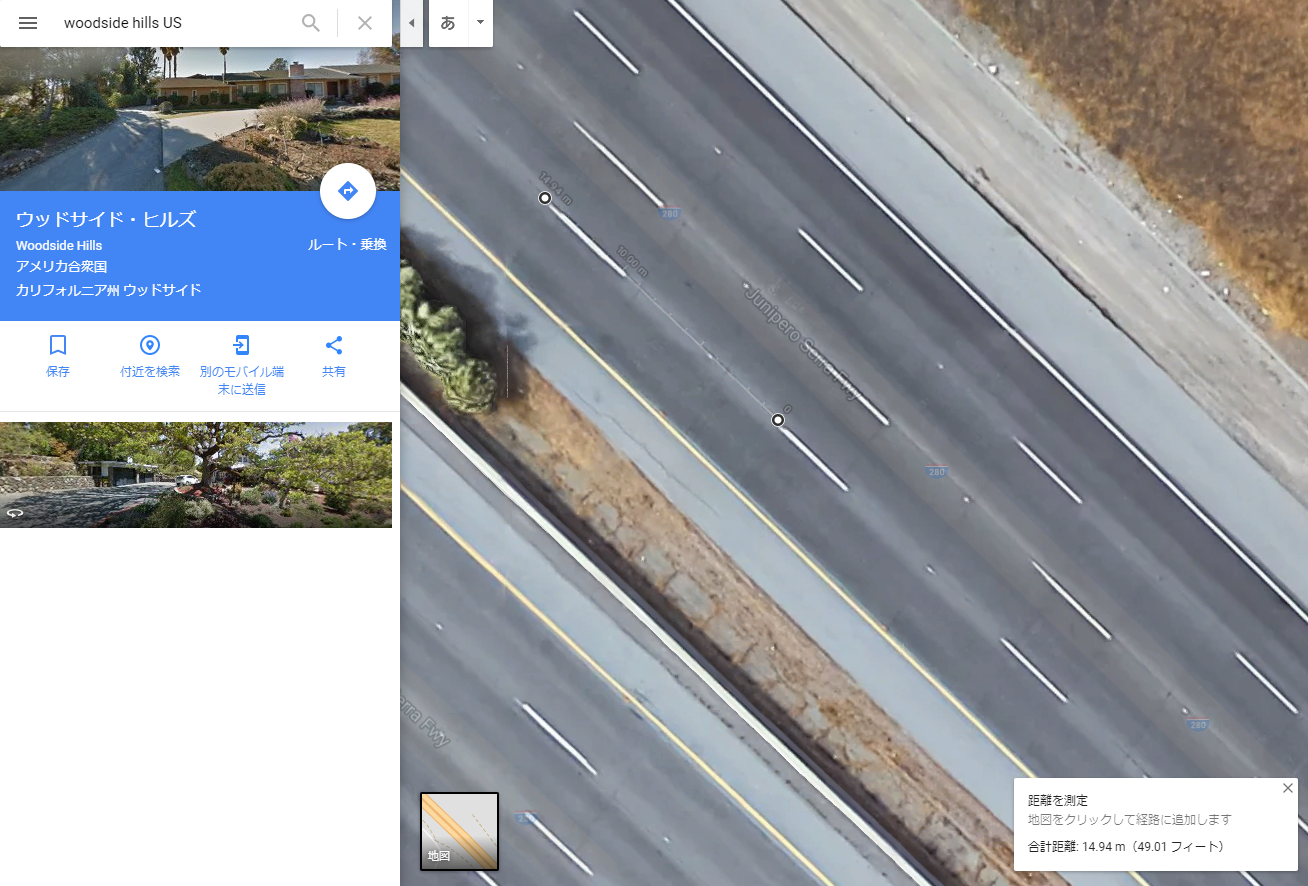 woodside hills US
あ
ウッドサイド・ヒルズ
Woodside Hills
ルート・乗換
アメリカ合衆国
カリフォルニア州 ウッドサイド
保存
付近を検索
別のモバイル端
末に送信
共有
14.94 m
280
10.00 m
Junipero Serra Fwy
0
280
280
erra Fwy
地図
距離を測定
地図をクリックして経路に追加します
合計距離: 14.94 m（49.01 フィート）